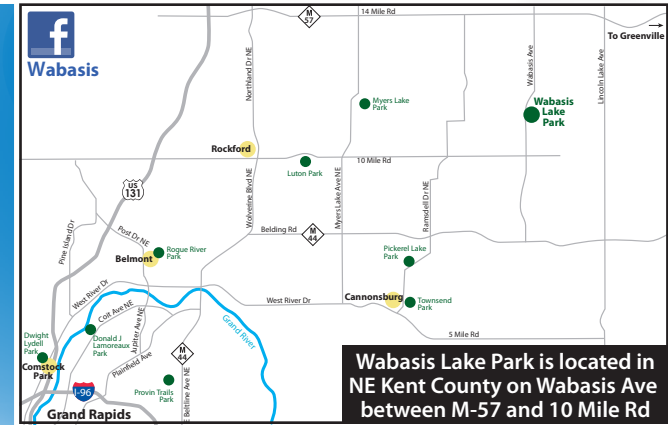 f
Wabasis
M
57
14 Mile Rd
To Greenville
Northland Dr NE
Wabasis Ave
Lincoln Lake Ave
Myers Lake
Park
Wabasis
Lake
Park
Rockford
10 Mile Rd
Luton Park
US
131
Wolverine Blvd NE
Myers Lake Ave NE
Ramsdell Dr NE
Pine Island Dr
Post Dr NE
Belding Rd
M
44
Rogue River
Park
Belmont
Pickerel Lake
Park
West River Dr
West River Dr
Cannonsburg
Townsend
Park
Coit Ave NE
Grand River
Jupiter Ave NE
5 Mile Rd
Dwight
Lydell
Park
Donald J
Lamoreaux
Park
Plainfield Ave
M
44
Comstock
Park
Provin Trails
Park
E Beltline Ave NE
I-96
Grand Rapids
Wabasis Lake Park is located in
NE Kent County on Wabasis Ave
between M-57 and 10 Mile Rd